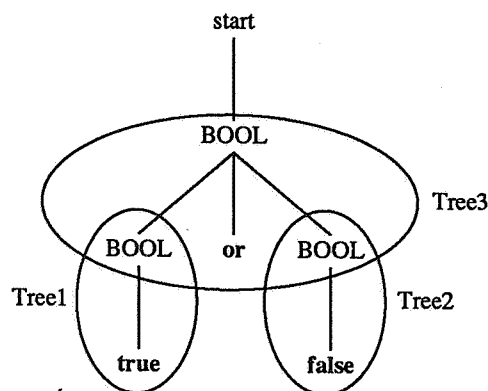 start
BOOL
Tree3
BOOL or BOOL
Tree1 Tree2
true false